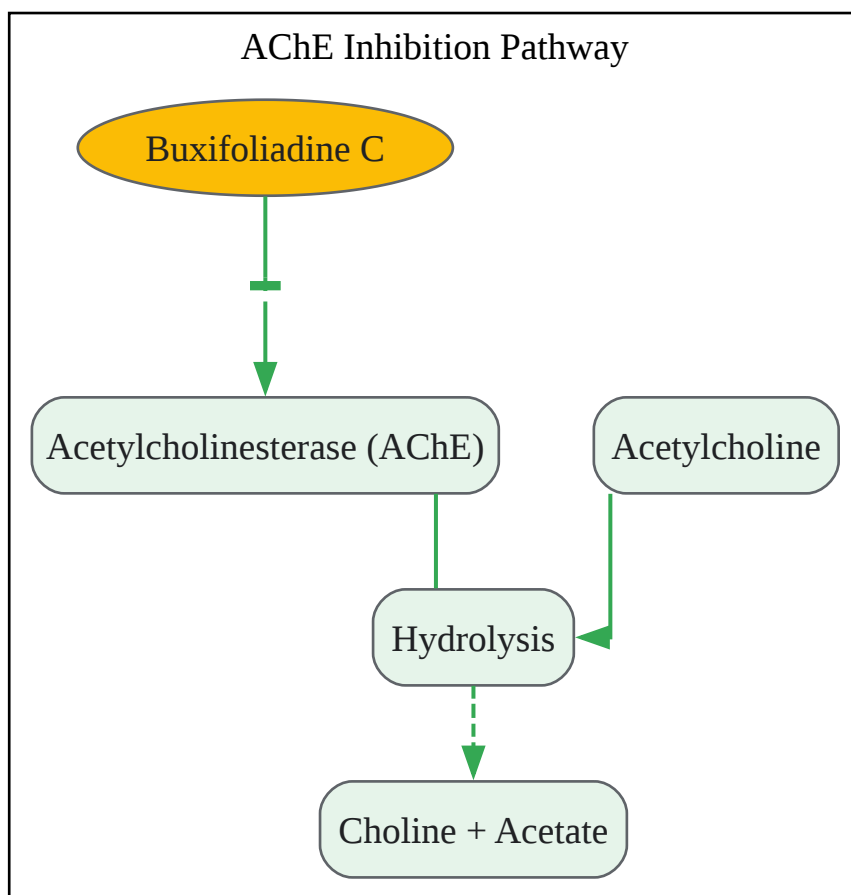 AChE Inhibition Pathway
Buxifoliadine C
Acetylcholinesterase (AChE)
Acetylcholine
Hydrolysis
Choline + Acetate